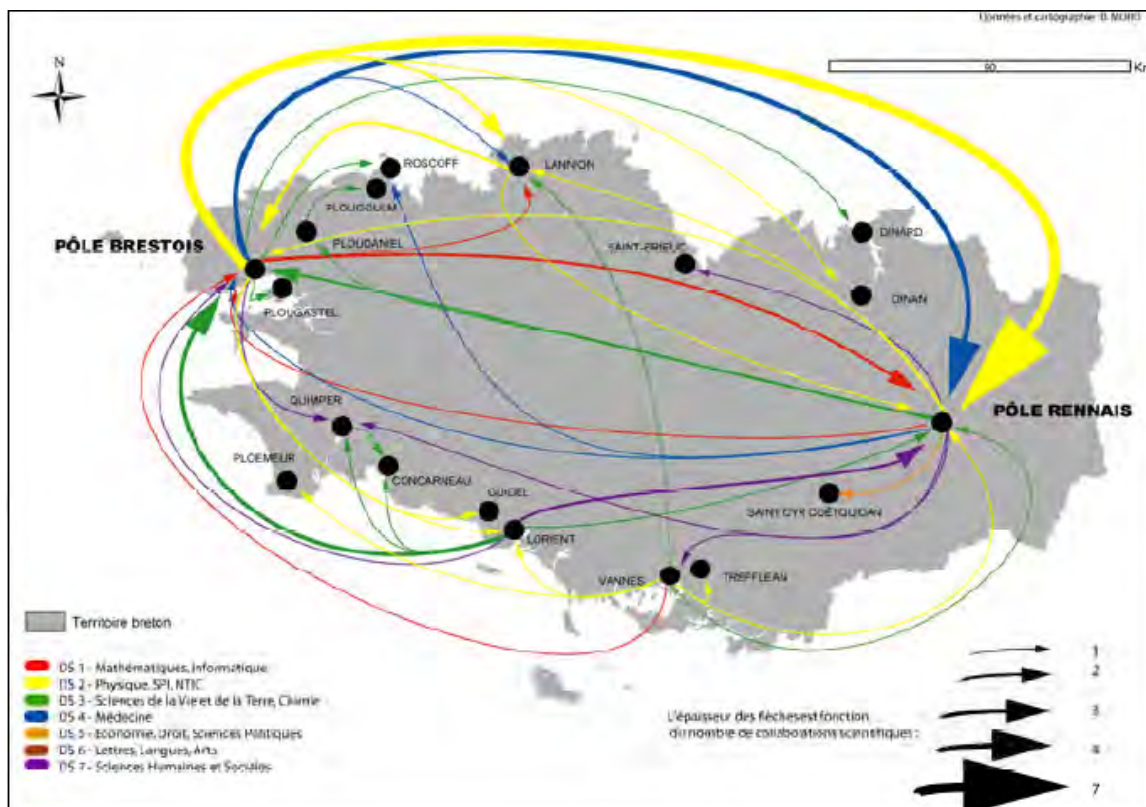 Données et cartographie: D. MORO
N
90 Km
ROSCOFF
LANNION
PLOUGOULM
PÔLE BRESTOIS
PLOUDANIEL
DINARD
SAINT-BRIEUC
DINAN
PLOUGASTEL
QUIMPER
PÔLE RENNAIS
PLOEMEUR
CONCARNEAU
GUIDEL
SAINT CYR COËTQUIDAN
LORIENT
VANNES
TREFFLEAN
Territoire breton
DS 1 - Mathématiques, Informatique
DS 2 - Physique, SPI, NTIC
DS 3 - Sciences de la Vie et de la Terre, Chimie
DS 4 - Médecine
DS 5 - Economie, Droit, Sciences Politiques
DS 6 - Lettres, Langues, Arts
DS 7 - Sciences Humaines et Sociales
L'épaisseur des flèches est fonction
du nombre de collaborations scientifiques :
1
2
3
4
7